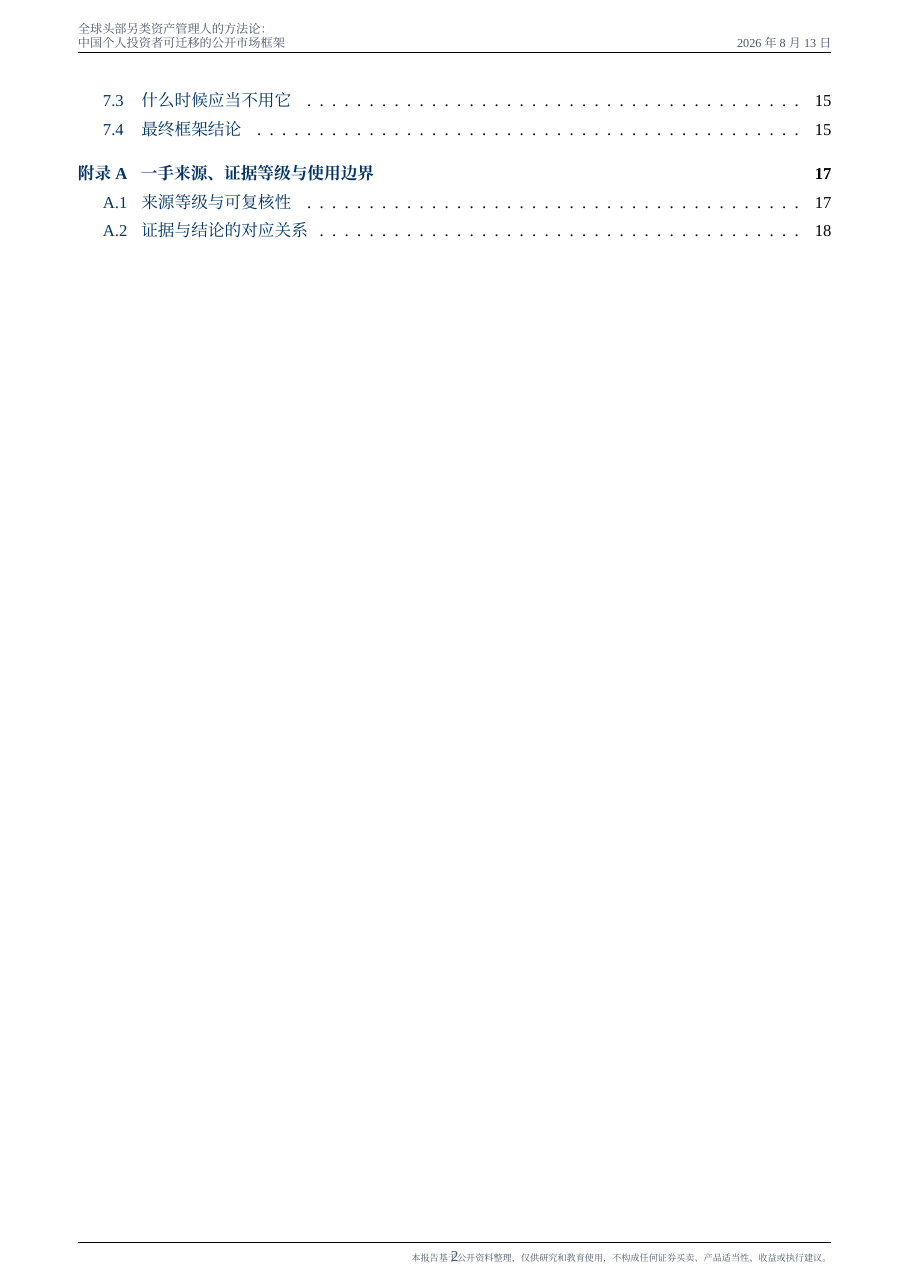 全球头部另类资产管理人的方法论：
中国个人投资者可迁移的公开市场框架 2026 年 8 月 13 日
7.3 什么时候应当不用它 . . . . . . . . . . . . . . . . . . . . . . . . . . . . . . . . . . . . . . . . 15
7.4 最终框架结论 . . . . . . . . . . . . . . . . . . . . . . . . . . . . . . . . . . . . . . . . . . . . 15
附录 A 一手来源、证据等级与使用边界 17
A.1 来源等级与可复核性 . . . . . . . . . . . . . . . . . . . . . . . . . . . . . . . . . . . . . . . . 17
A.2 证据与结论的对应关系 . . . . . . . . . . . . . . . . . . . . . . . . . . . . . . . . . . . . . . . 18
本报告基于公开资料整理，仅供研究和教育使用，不构成任何证券买卖、产品适当性、收益或执行建议。
2